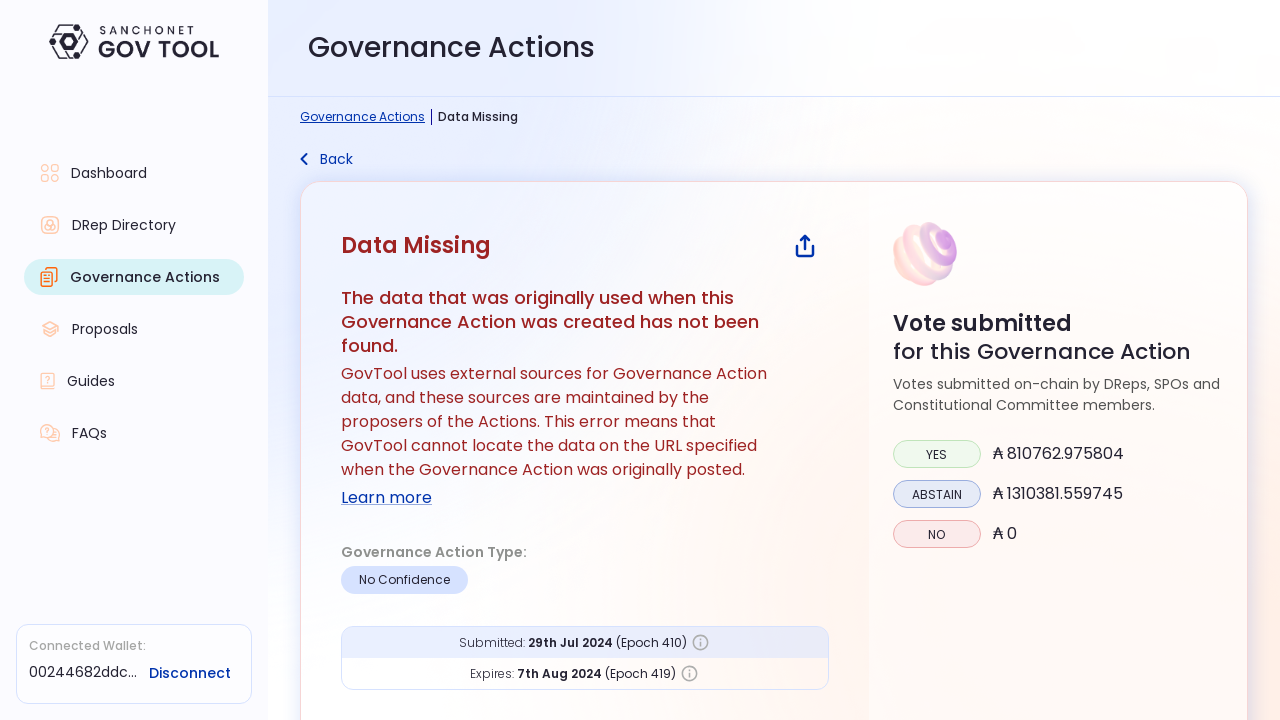 SANCHONET
GOV TOOL
Dashboard
DRep Directory
Governance Actions
Proposals
Guides
FAQs
Connected Wallet:
00244682ddc...
Disconnect
Governance Actions
Governance Actions
Data Missing
Back
Data Missing
The data that was originally used when this
Governance Action was created has not been
found.
GovTool uses external sources for Governance Action
data, and these sources are maintained by the
proposers of the Actions. This error means that
GovTool cannot locate the data on the URL specified
when the Governance Action was originally posted.
Learn more
Governance Action Type:
No Confidence
Submitted: 29th Jul 2024 (Epoch 410)
Expires: 7th Aug 2024 (Epoch 419)
Vote submitted
for this Governance Action
Votes submitted on-chain by DReps, SPOs and
Constitutional Committee members.
YES ₳ 810762.975804
ABSTAIN ₳ 1310381.559745
NO ₳ 0